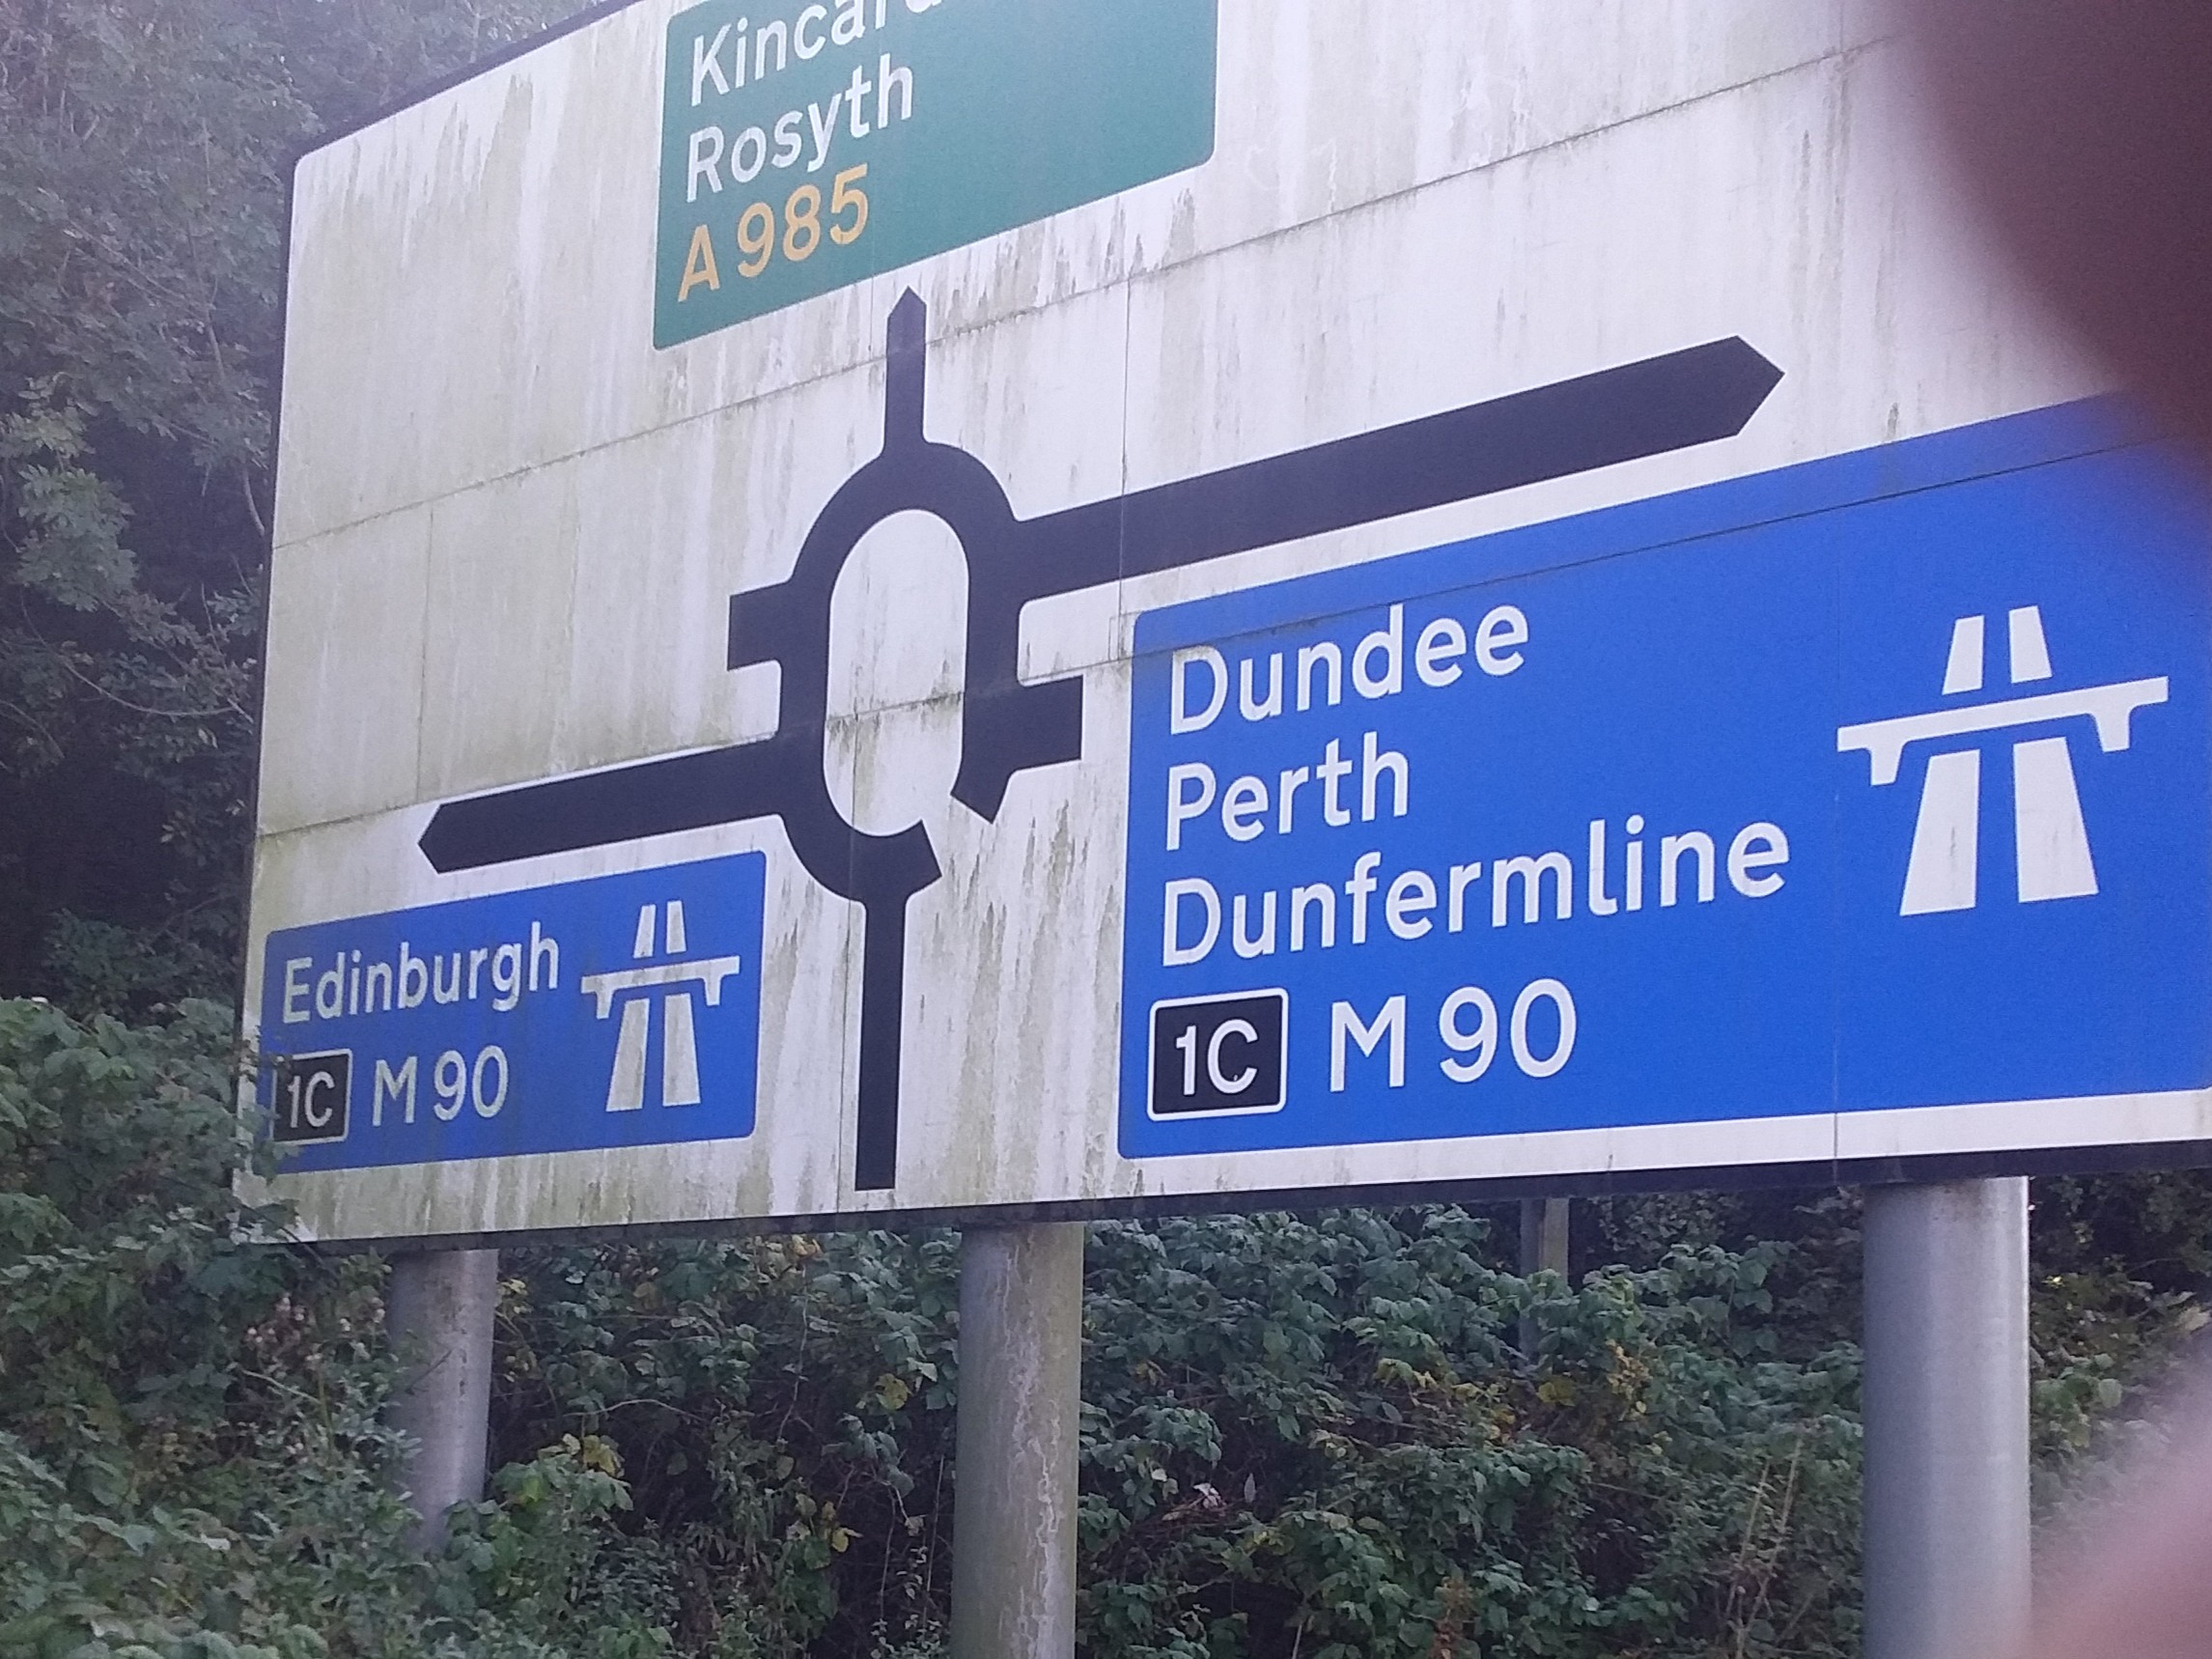 Rosyth
A 985
Dundee
Perth
Dunfermline
1C M 90
Edinburgh
1C M 90